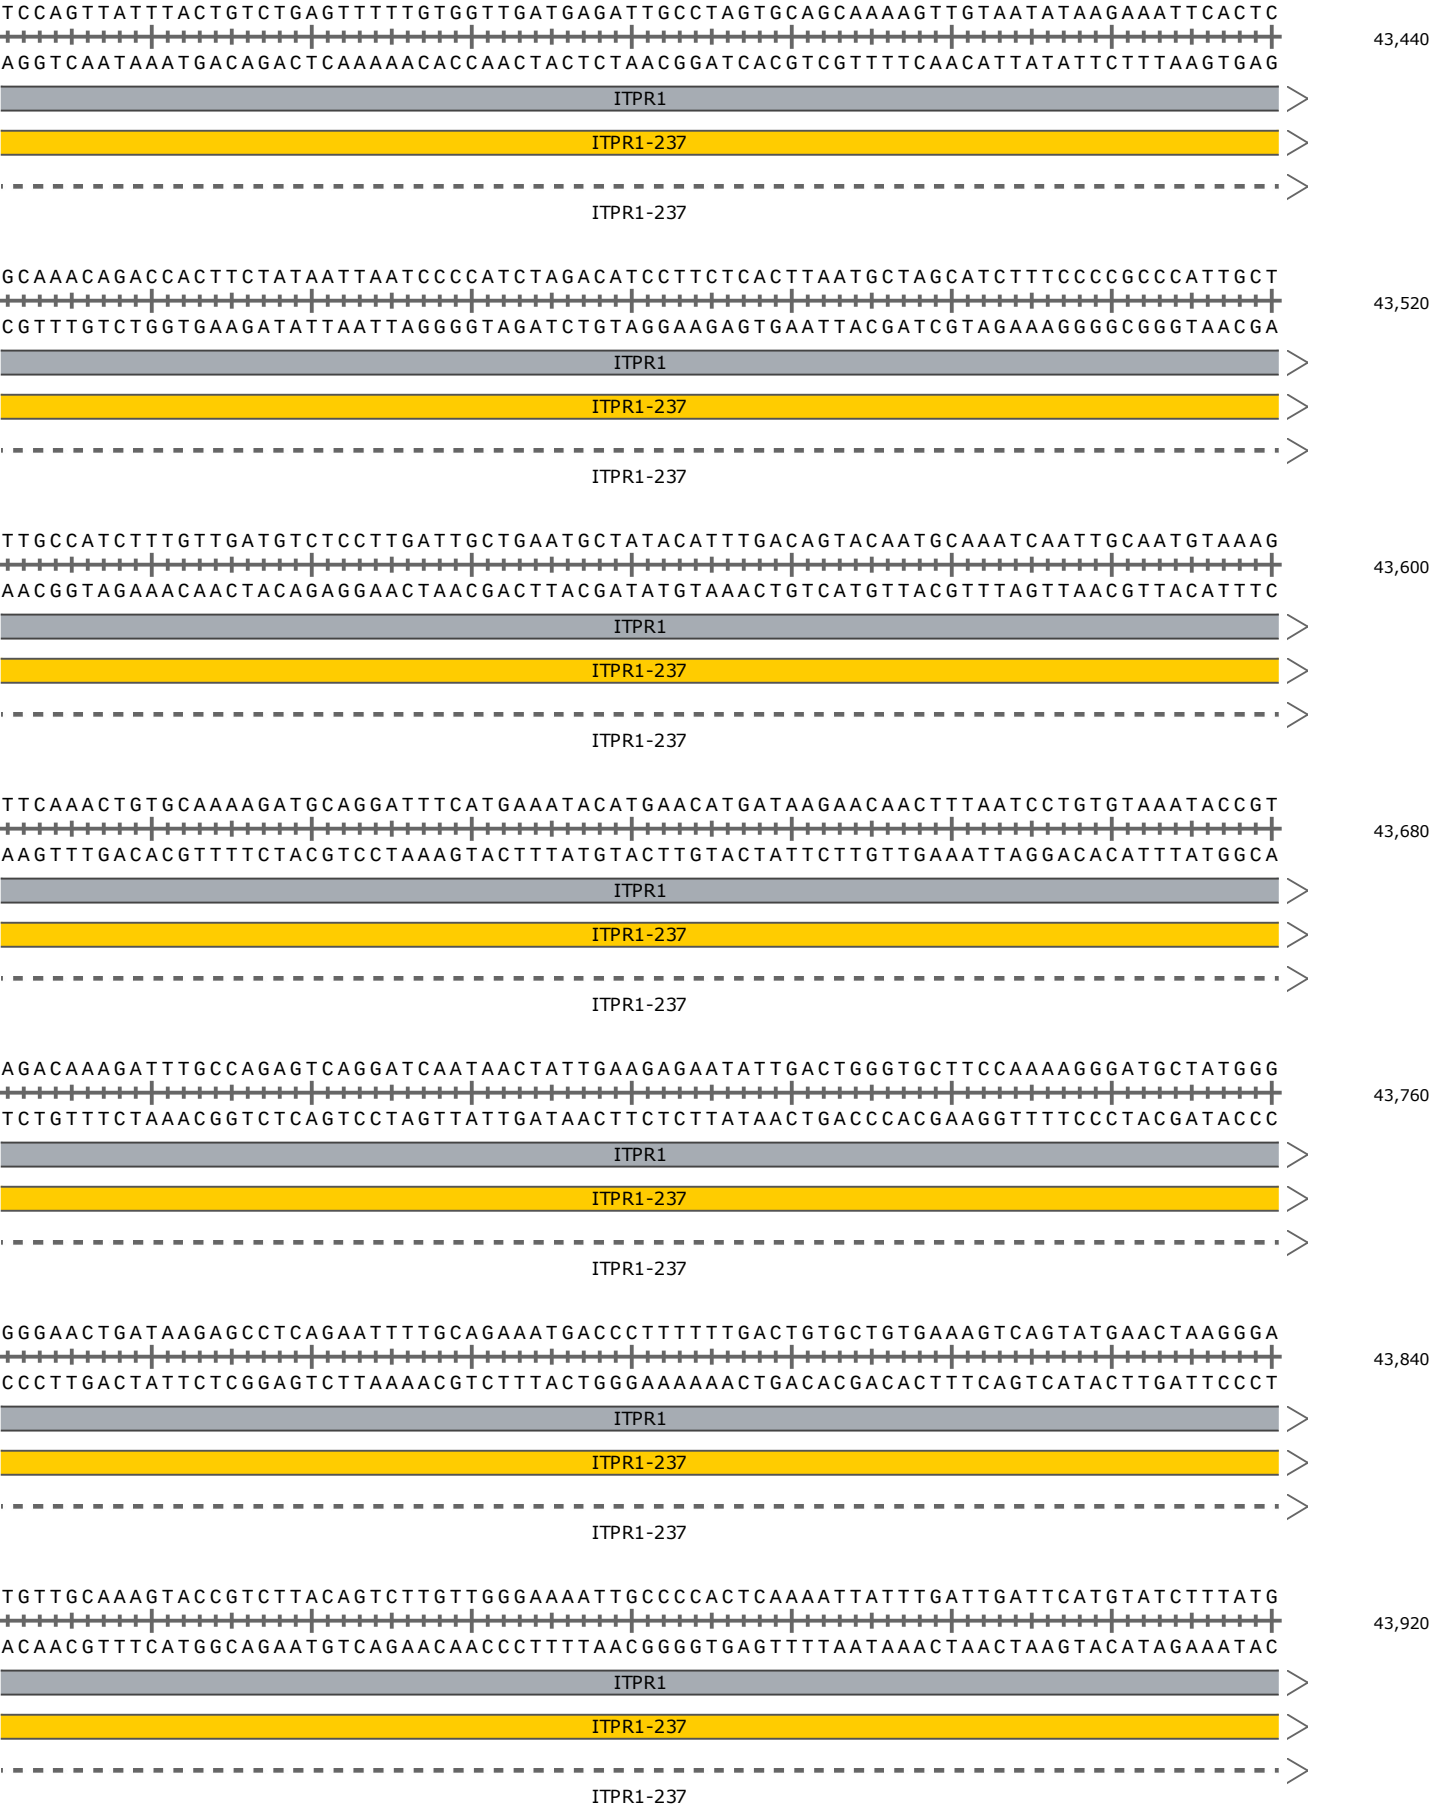 TCCAGTTATTTACTGTCTGAGTTTTTGTGGTTGATGAGATTGCCTAGTGCAGCAAAAGTTGTAATATAAGAAATTCACTC
43,440
AGGTCAATAAATGACAGACTCAAAAACACCAACTACTCTAACGGATCACGTCGTTTTCAACATTATATTCTTTAAGTGAG
ITPR1
ITPR1-237
ITPR1-237
GCAAACAGACCACTTCTATAATTAATCCCCATCTAGACATCCTTCTCACTTAATGCTAGCATCTTTCCCCGCCCATTGCT
43,520
CGTTTGTCTGGTGAAGATATTAATTAGGGGTAGATCTGTAGGAAGAGTGAATTACGATCGTAGAAAGGGGCGGGTAACGA
ITPR1
ITPR1-237
ITPR1-237
TTGCCATCTTTGTTGATGTCTCCTTGATTGCTGAATGCTATACATTTGACAGTACAATGCAAATCAATTGCAATGTAAAG
43,600
AACGGTAGAAACAACTACAGAGGAACTAACGACTTACGATATGTAAACTGTCATGTTACGTTTAGTTAACGTTACATTTC
ITPR1
ITPR1-237
ITPR1-237
TTCAAACTGTGCAAAAGATGCAGGATTTCATGAAATACATGAACATGATAAGAACAACTTTAATCCTGTGTAAATACCGT
43,680
AAGTTTGACACGTTTTCTACGTCCTAAAGTACTTTATGTACTTGTACTATTCTTGTTGAAATTAGGACACATTTATGGCA
ITPR1
ITPR1-237
ITPR1-237
AGACAAAGATTTGCCAGAGTCAGGATCAATAACTATTGAAGAGAATATTGACTGGGTGCTTCCAAAAGGGATGCTATGGG
43,760
TCTGTTTCTAAACGGTCTCAGTCCTAGTTATTGATAACTTCTCTTATAACTGACCCACGAAGGTTTTCCCTACGATACCC
ITPR1
ITPR1-237
ITPR1-237
GGGAACTGATAAGAGCCTCAGAATTTTGCAGAAATGACCCTTTTTTGACTGTGCTGTGAAAGTCAGTATGAACTAAGGGA
43,840
CCCTTGACTATTCTCGGAGTCTTAAAACGTCTTTACTGGGAAAAAACTGACACGACACTTTCAGTCATACTTGATTCCCT
ITPR1
ITPR1-237
ITPR1-237
TGTTGCAAAGTACCGTCTTACAGTCTTGTTGGGAAAATTGCCCCACTCAAAATTATTTGATTGATTCATGTATCTTTATG
43,920
ACAACGTTTCATGGCAGAATGTCAGAACAACCCTTTTAACGGGGTGAGTTTTAATAAACTAACTAAGTACATAGAAATAC
ITPR1
ITPR1-237
ITPR1-237